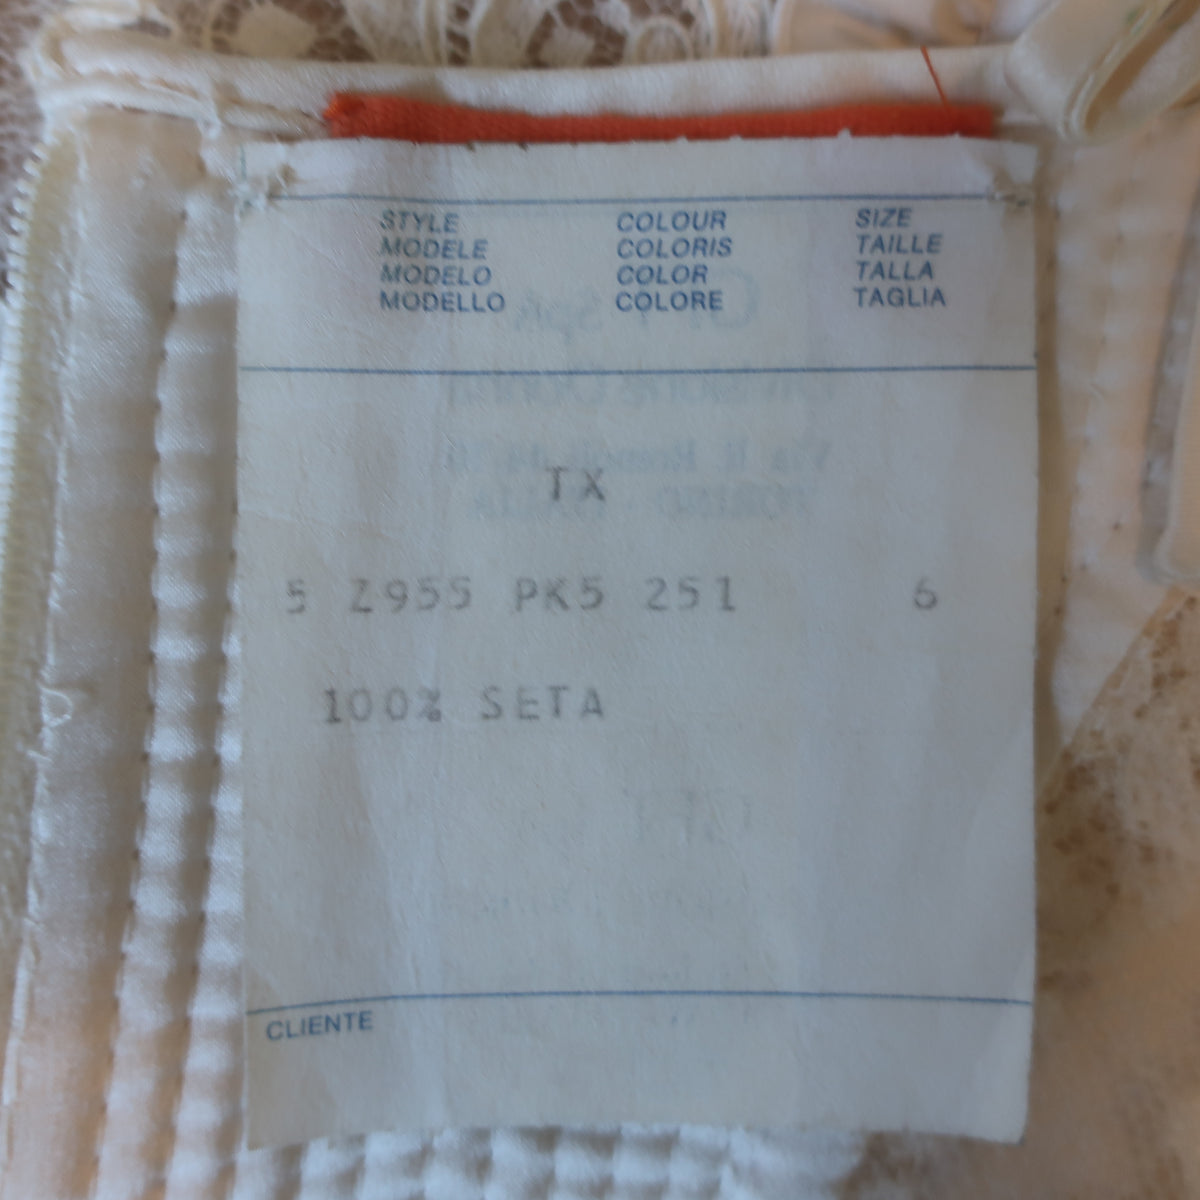 STYLE COLOUR SIZE
MODELE COLORIS TAILLE
MODELO COLOR TALLA
MODELLO COLORE TAGLIA
TX
5 Z955 PK5 251 6
100% SETA
CLIENTE